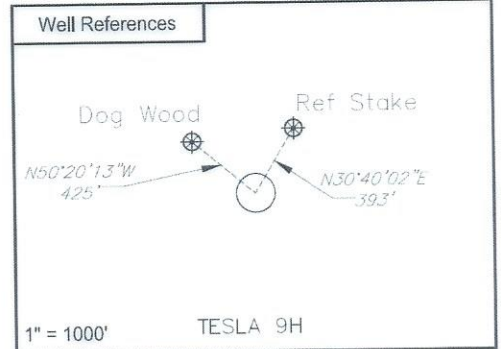 Well References
Dog Wood
Ref Stake
N50°20'13"W
425'
N30°40'02"E
393'
1" = 1000'
TESLA 9H